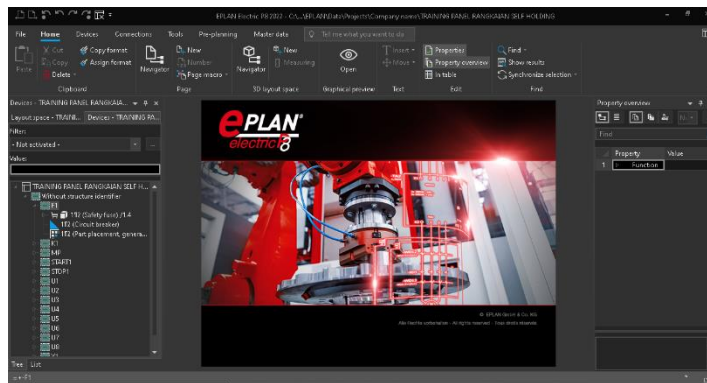 EPLAN Electric P8 2022 - C:\...\EPLAN\Data\Projects\Company name\TRAINING PANEL RANGKAIAN SELF HOLDING
File Home Devices Connections Tools Pre-planning Master data Tell me what you want to do
Paste
Cut
Copy
Delete
Copy format
Assign format
Navigator
New
Number
Page macro
Navigator
New
Measuring
Open
Insert
Move
Properties
Property overview
In table
Find
Show results
Synchronize selection
Clipboard Page 3D layout space Graphical preview Text Edit Find
Devices - TRAINING PANEL RANGKAIA...
Layout space - TRAINI... Devices - TRAINING PA...
Filter:
- Not activated -
...
Value:
TRAINING PANEL RANGKAIAN SELF H...
Without structure identifier
F1
1f2 (Safety fuse) /1.4
1f2 (Circuit breaker)
1f2 (Part placement, genera...
K1
MP
START1
STOP1
U1
U2
U3
U4
U5
U6
U7
U8
Tree List
EPLAN
electric P8
Property overview
Find
Property Value
1 Function